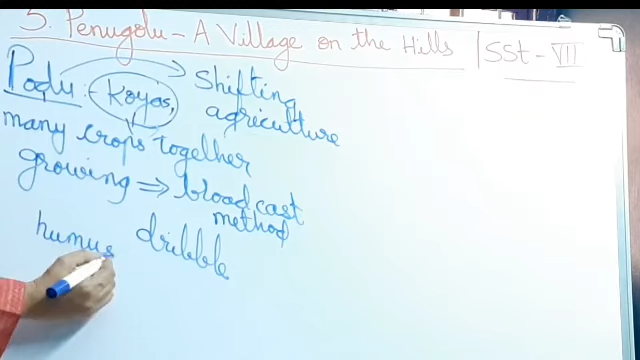 5. Penugolu - A Village on the Hills | SSt - VII
Podu :- Koyas, Shifting agriculture
many crops together
growing ⇒ broad cast method
humus dribble